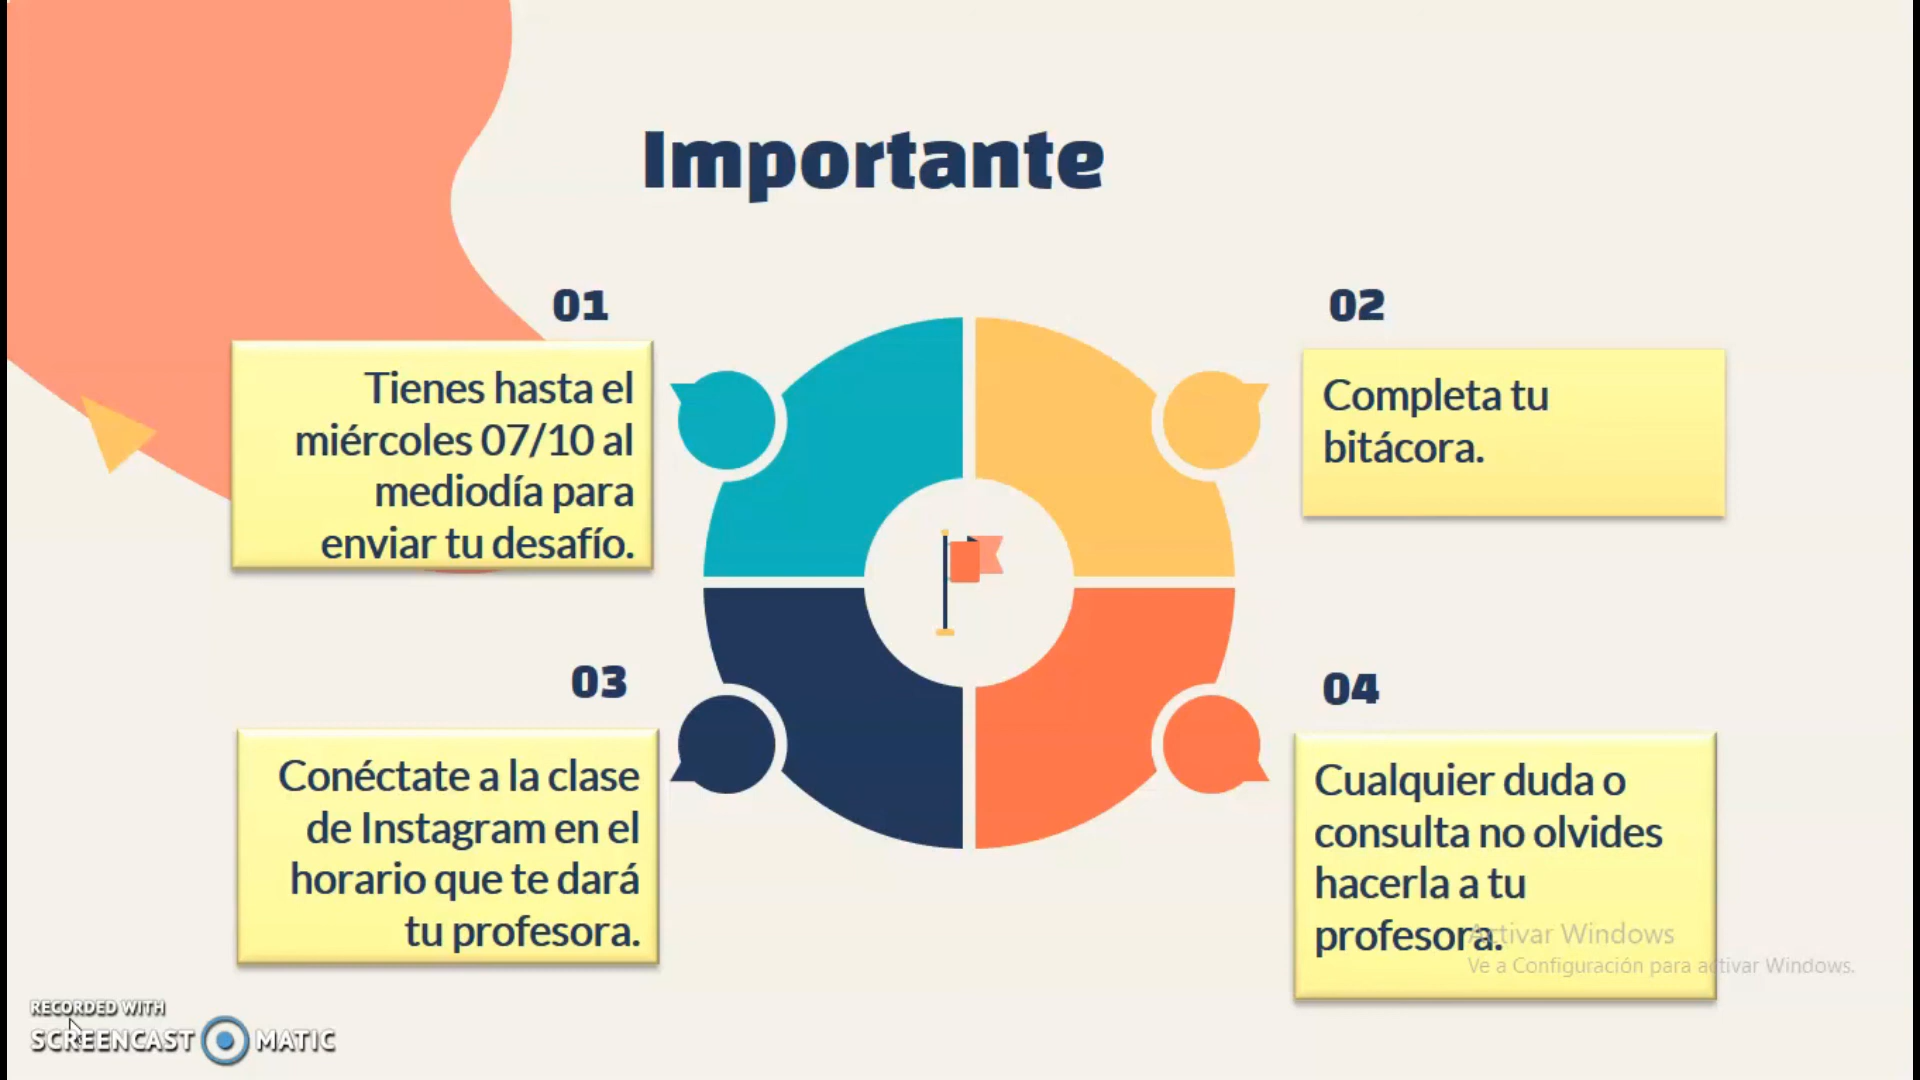 Importante
01
Tienes hasta el
miércoles 07/10 al
mediodía para
enviar tu desafío.
02
Completa tu
bitácora.
03
Conéctate a la clase
de Instagram en el
horario que te dará
tu profesora.
04
Cualquier duda o
consulta no olvides
hacerla a tu
profesora.
Activar Windows
Ve a Configuración para activar Windows.
RECORDED WITH
SCREENCAST MATIC